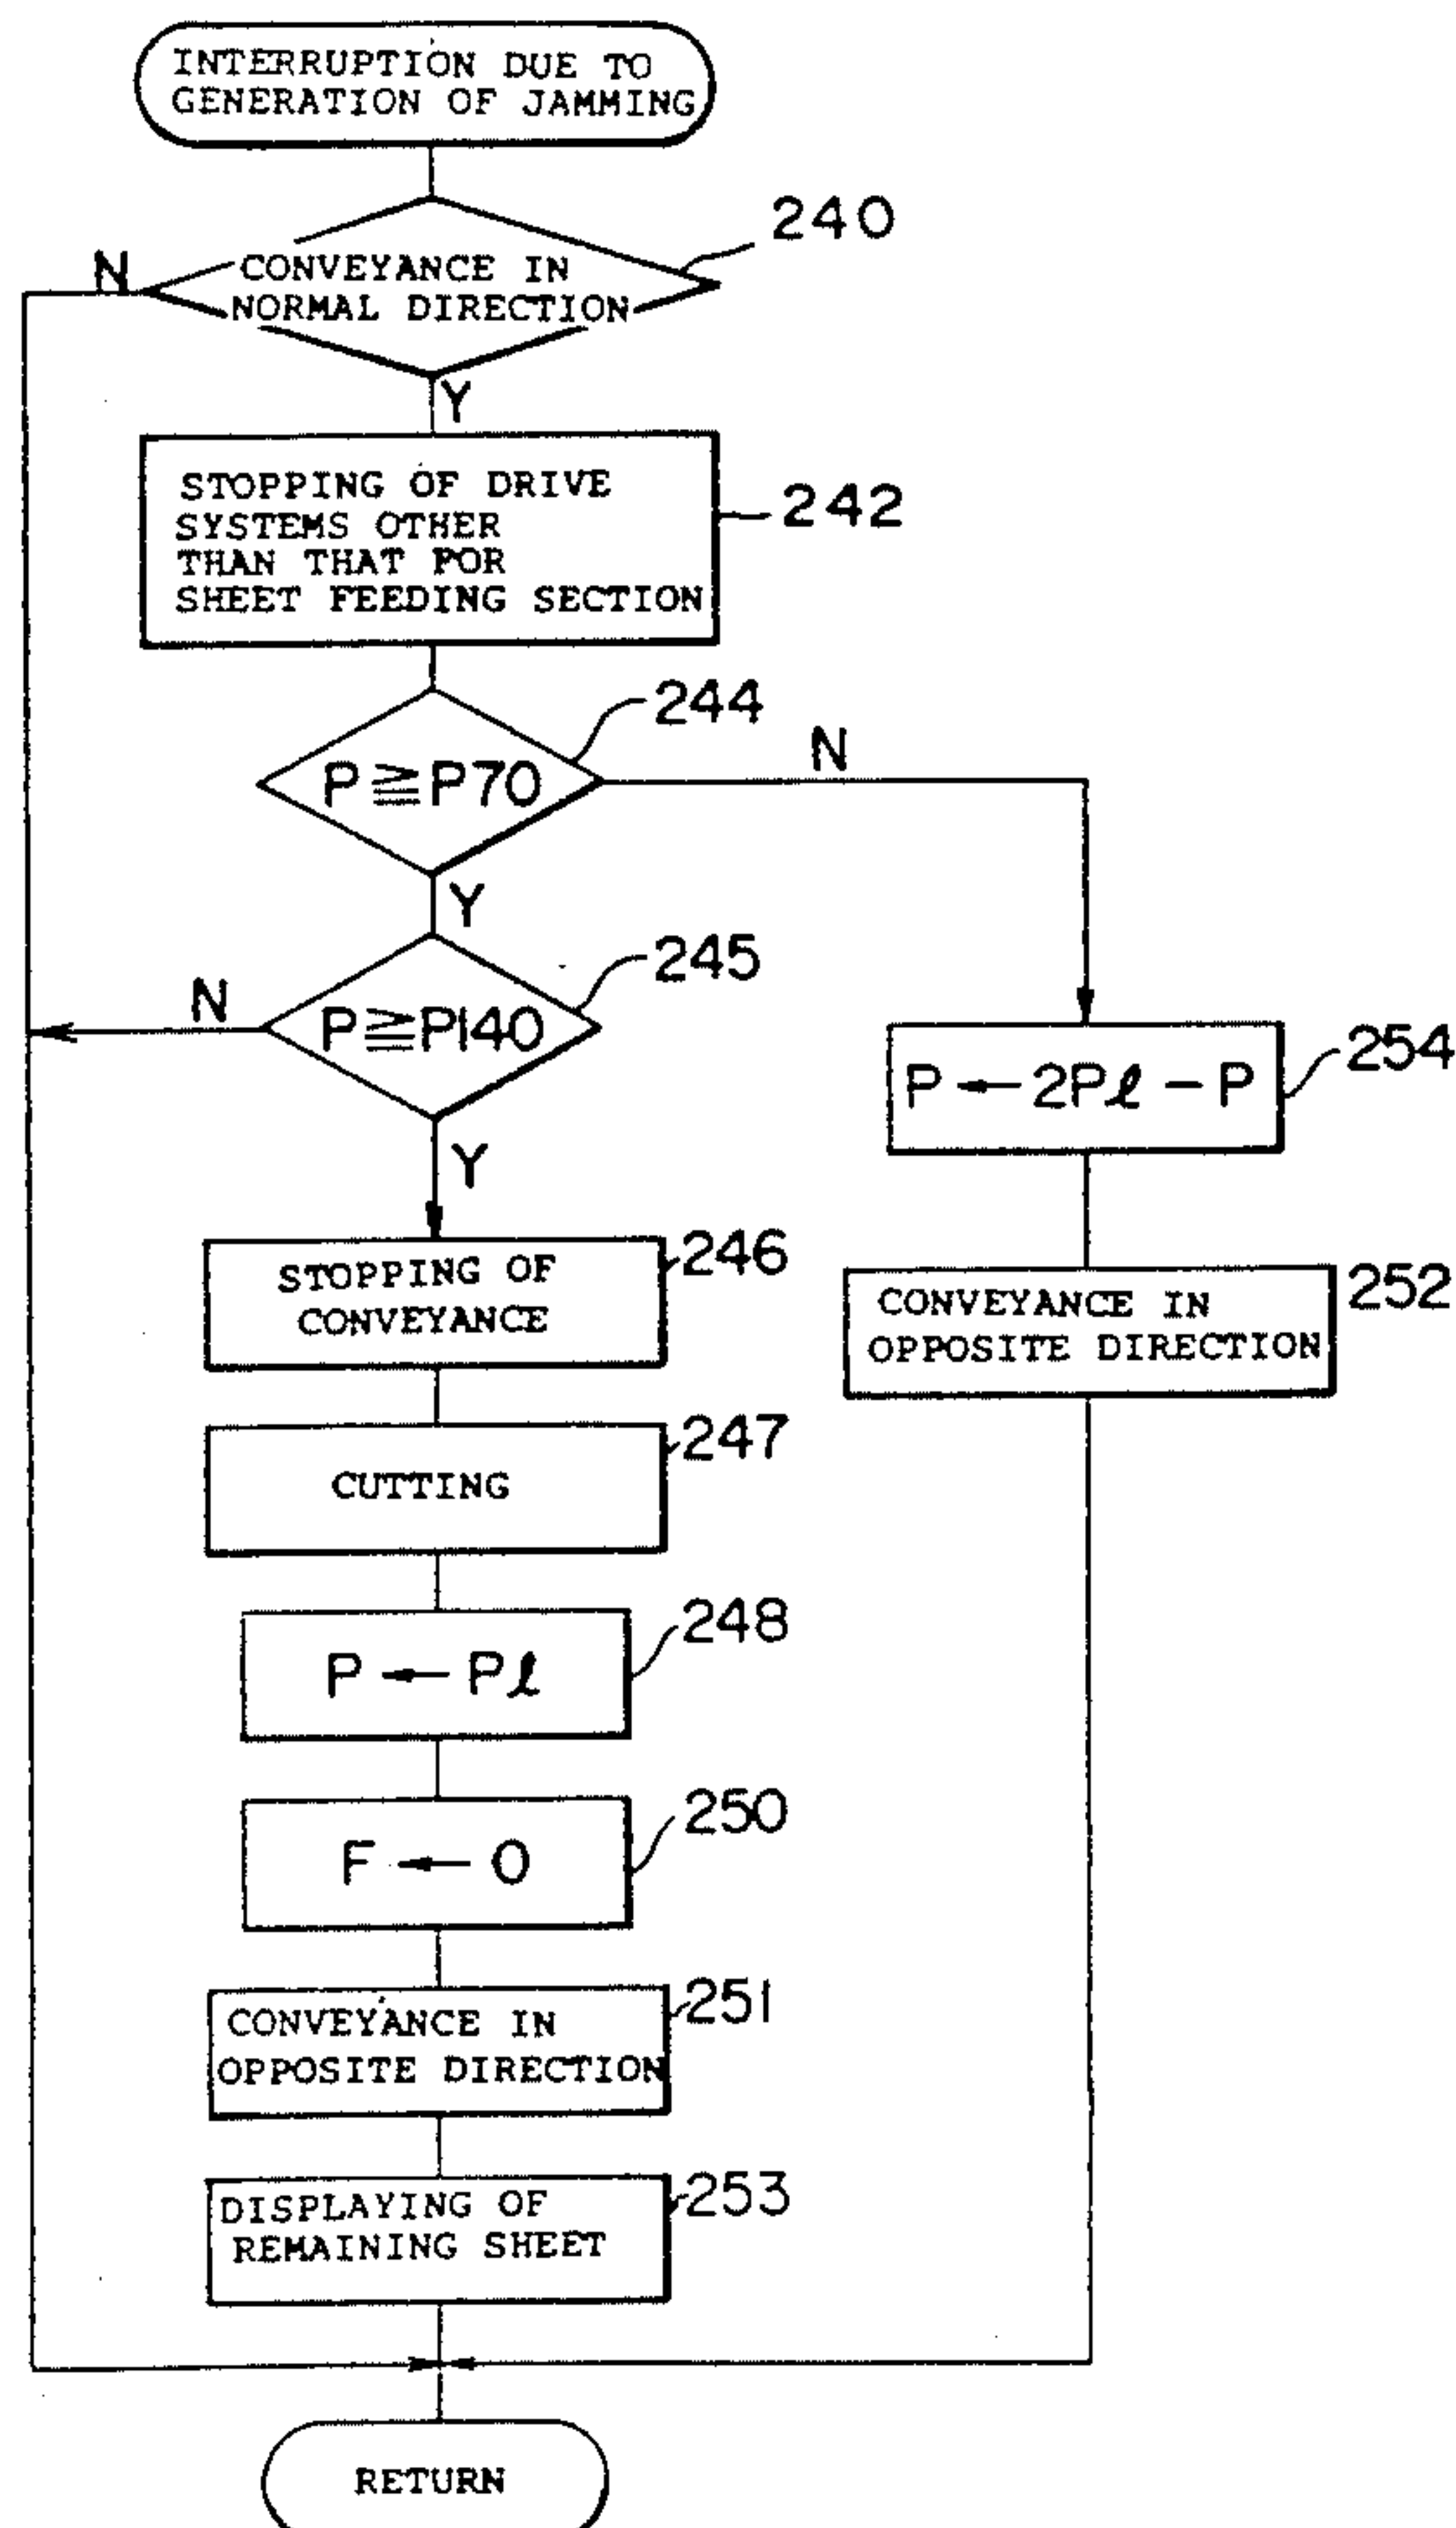 INTERRUPTION DUE TO
GENERATION OF JAMMING
240
N
CONVEYANCE IN
NORMAL DIRECTION
Y
STOPPING OF DRIVE
SYSTEMS OTHER
THAN THAT FOR
SHEET FEEDING SECTION
242
244
P ≧ P70
N
Y
245
N
P ≧ P140
Y
254
P ← 2Pℓ − P
246
STOPPING OF
CONVEYANCE
252
CONVEYANCE IN
OPPOSITE DIRECTION
247
CUTTING
248
P ← Pℓ
250
F ← 0
251
CONVEYANCE IN
OPPOSITE DIRECTION
253
DISPLAYING OF
REMAINING SHEET
RETURN